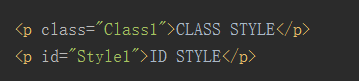 <p class="Class1">CLASS STYLE</p>
<p id="Style1">ID STYLE</p>